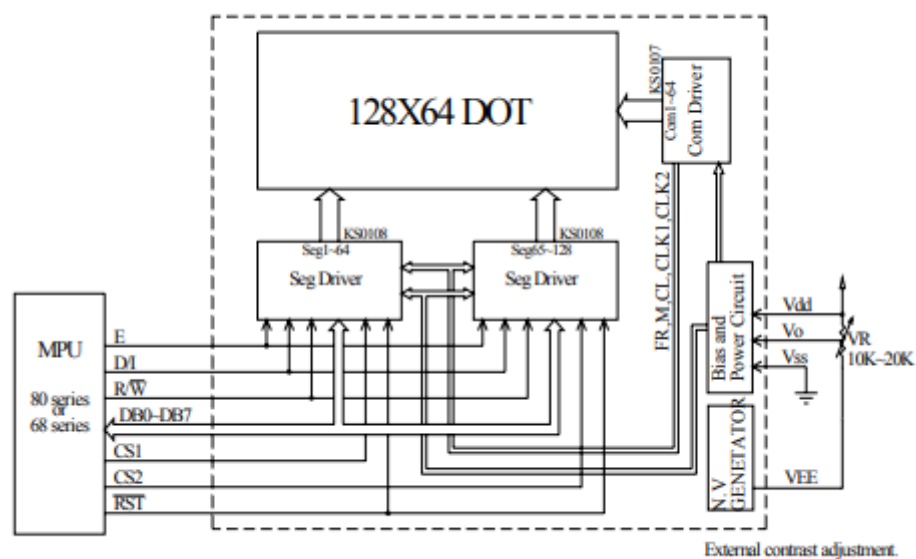 128X64 DOT
KS0107
Com1~64
Com Driver
KS0108
Seg1~64
Seg Driver
KS0108
Seg65~128
Seg Driver
FR,M,CL,CLK1,CLK2
Bias and
Power Circuit
Vdd
Vo
Vss
VR
10K~20K
N.V
GENETATOR
VEE
MPU
80 series
or
68 series
E
D/I
R/W̅
DB0~DB7
CS1
CS2
R̅S̅T̅
External contrast adjustment.